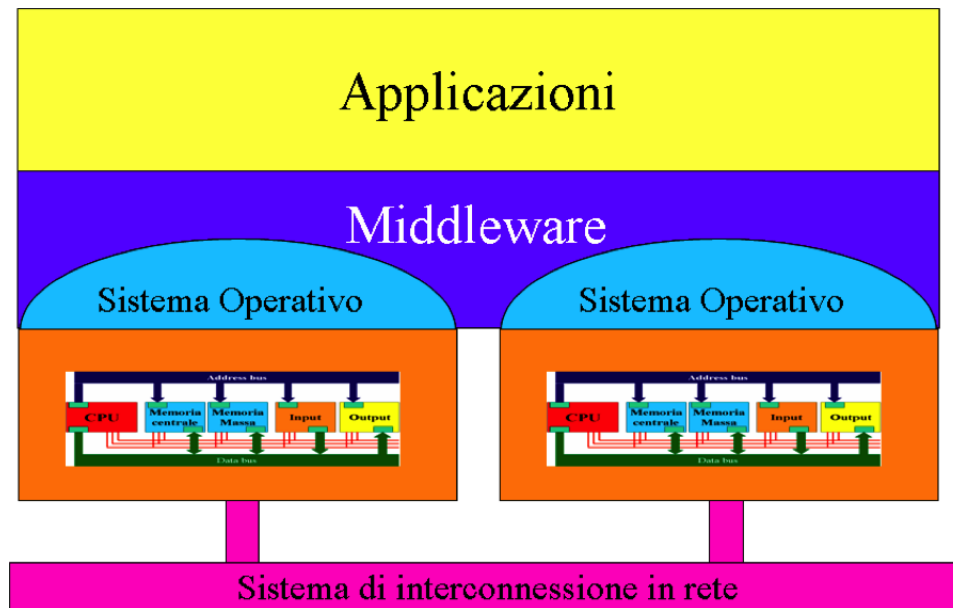 Applicazioni
Middleware
Sistema Operativo
Sistema Operativo
Address bus
CPU
Memoria
centrale
Memoria
Massa
Input
Output
Data bus
Address bus
CPU
Memoria
centrale
Memoria
Massa
Input
Output
Data bus
Sistema di interconnessione in rete